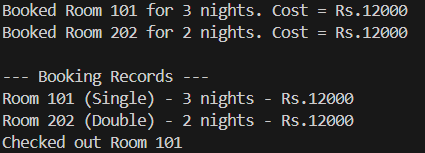 Booked Room 101 for 3 nights. Cost = Rs.12000
Booked Room 202 for 2 nights. Cost = Rs.12000
--- Booking Records ---
Room 101 (Single) - 3 nights - Rs.12000
Room 202 (Double) - 2 nights - Rs.12000
Checked out Room 101